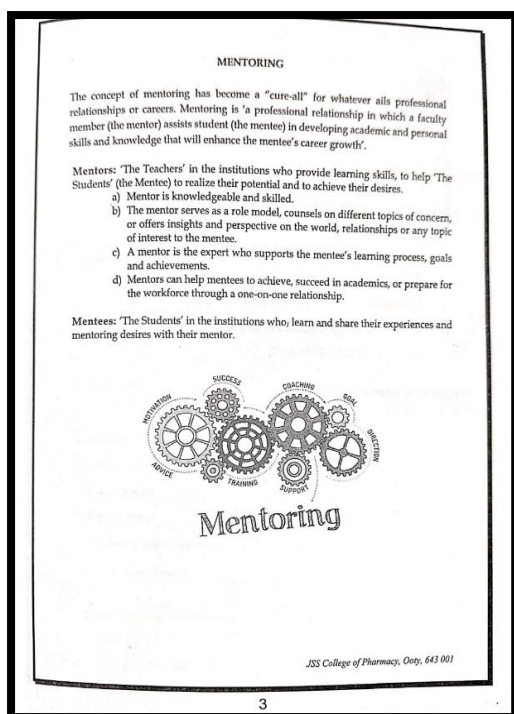 MENTORING
The concept of mentoring has become a "cure-all" for whatever ails professional
relationships or careers. Mentoring is 'a professional relationship in which a faculty
member (the mentor) assists student (the mentee) in developing academic and personal
skills and knowledge that will enhance the mentee's career growth'.
Mentors: 'The Teachers' in the institutions who provide learning skills, to help 'The
Students' (the Mentee) to realize their potential and to achieve their desires.
a) Mentor is knowledgeable and skilled.
b) The mentor serves as a role model, counsels on different topics of concern,
or offers insights and perspective on the world, relationships or any topic
of interest to the mentee.
c) A mentor is the expert who supports the mentee's learning process, goals
and achievements.
d) Mentors can help mentees to achieve, succeed in academics, or prepare for
the workforce through a one-on-one relationship.
Mentees: 'The Students' in the institutions who, learn and share their experiences and
mentoring desires with their mentor.
SUCCESS
COACHING
MOTIVATION
GOAL
DIRECTION
ADVICE
TRAINING
SUPPORT
Mentoring
JSS College of Pharmacy, Ooty, 643 001
3